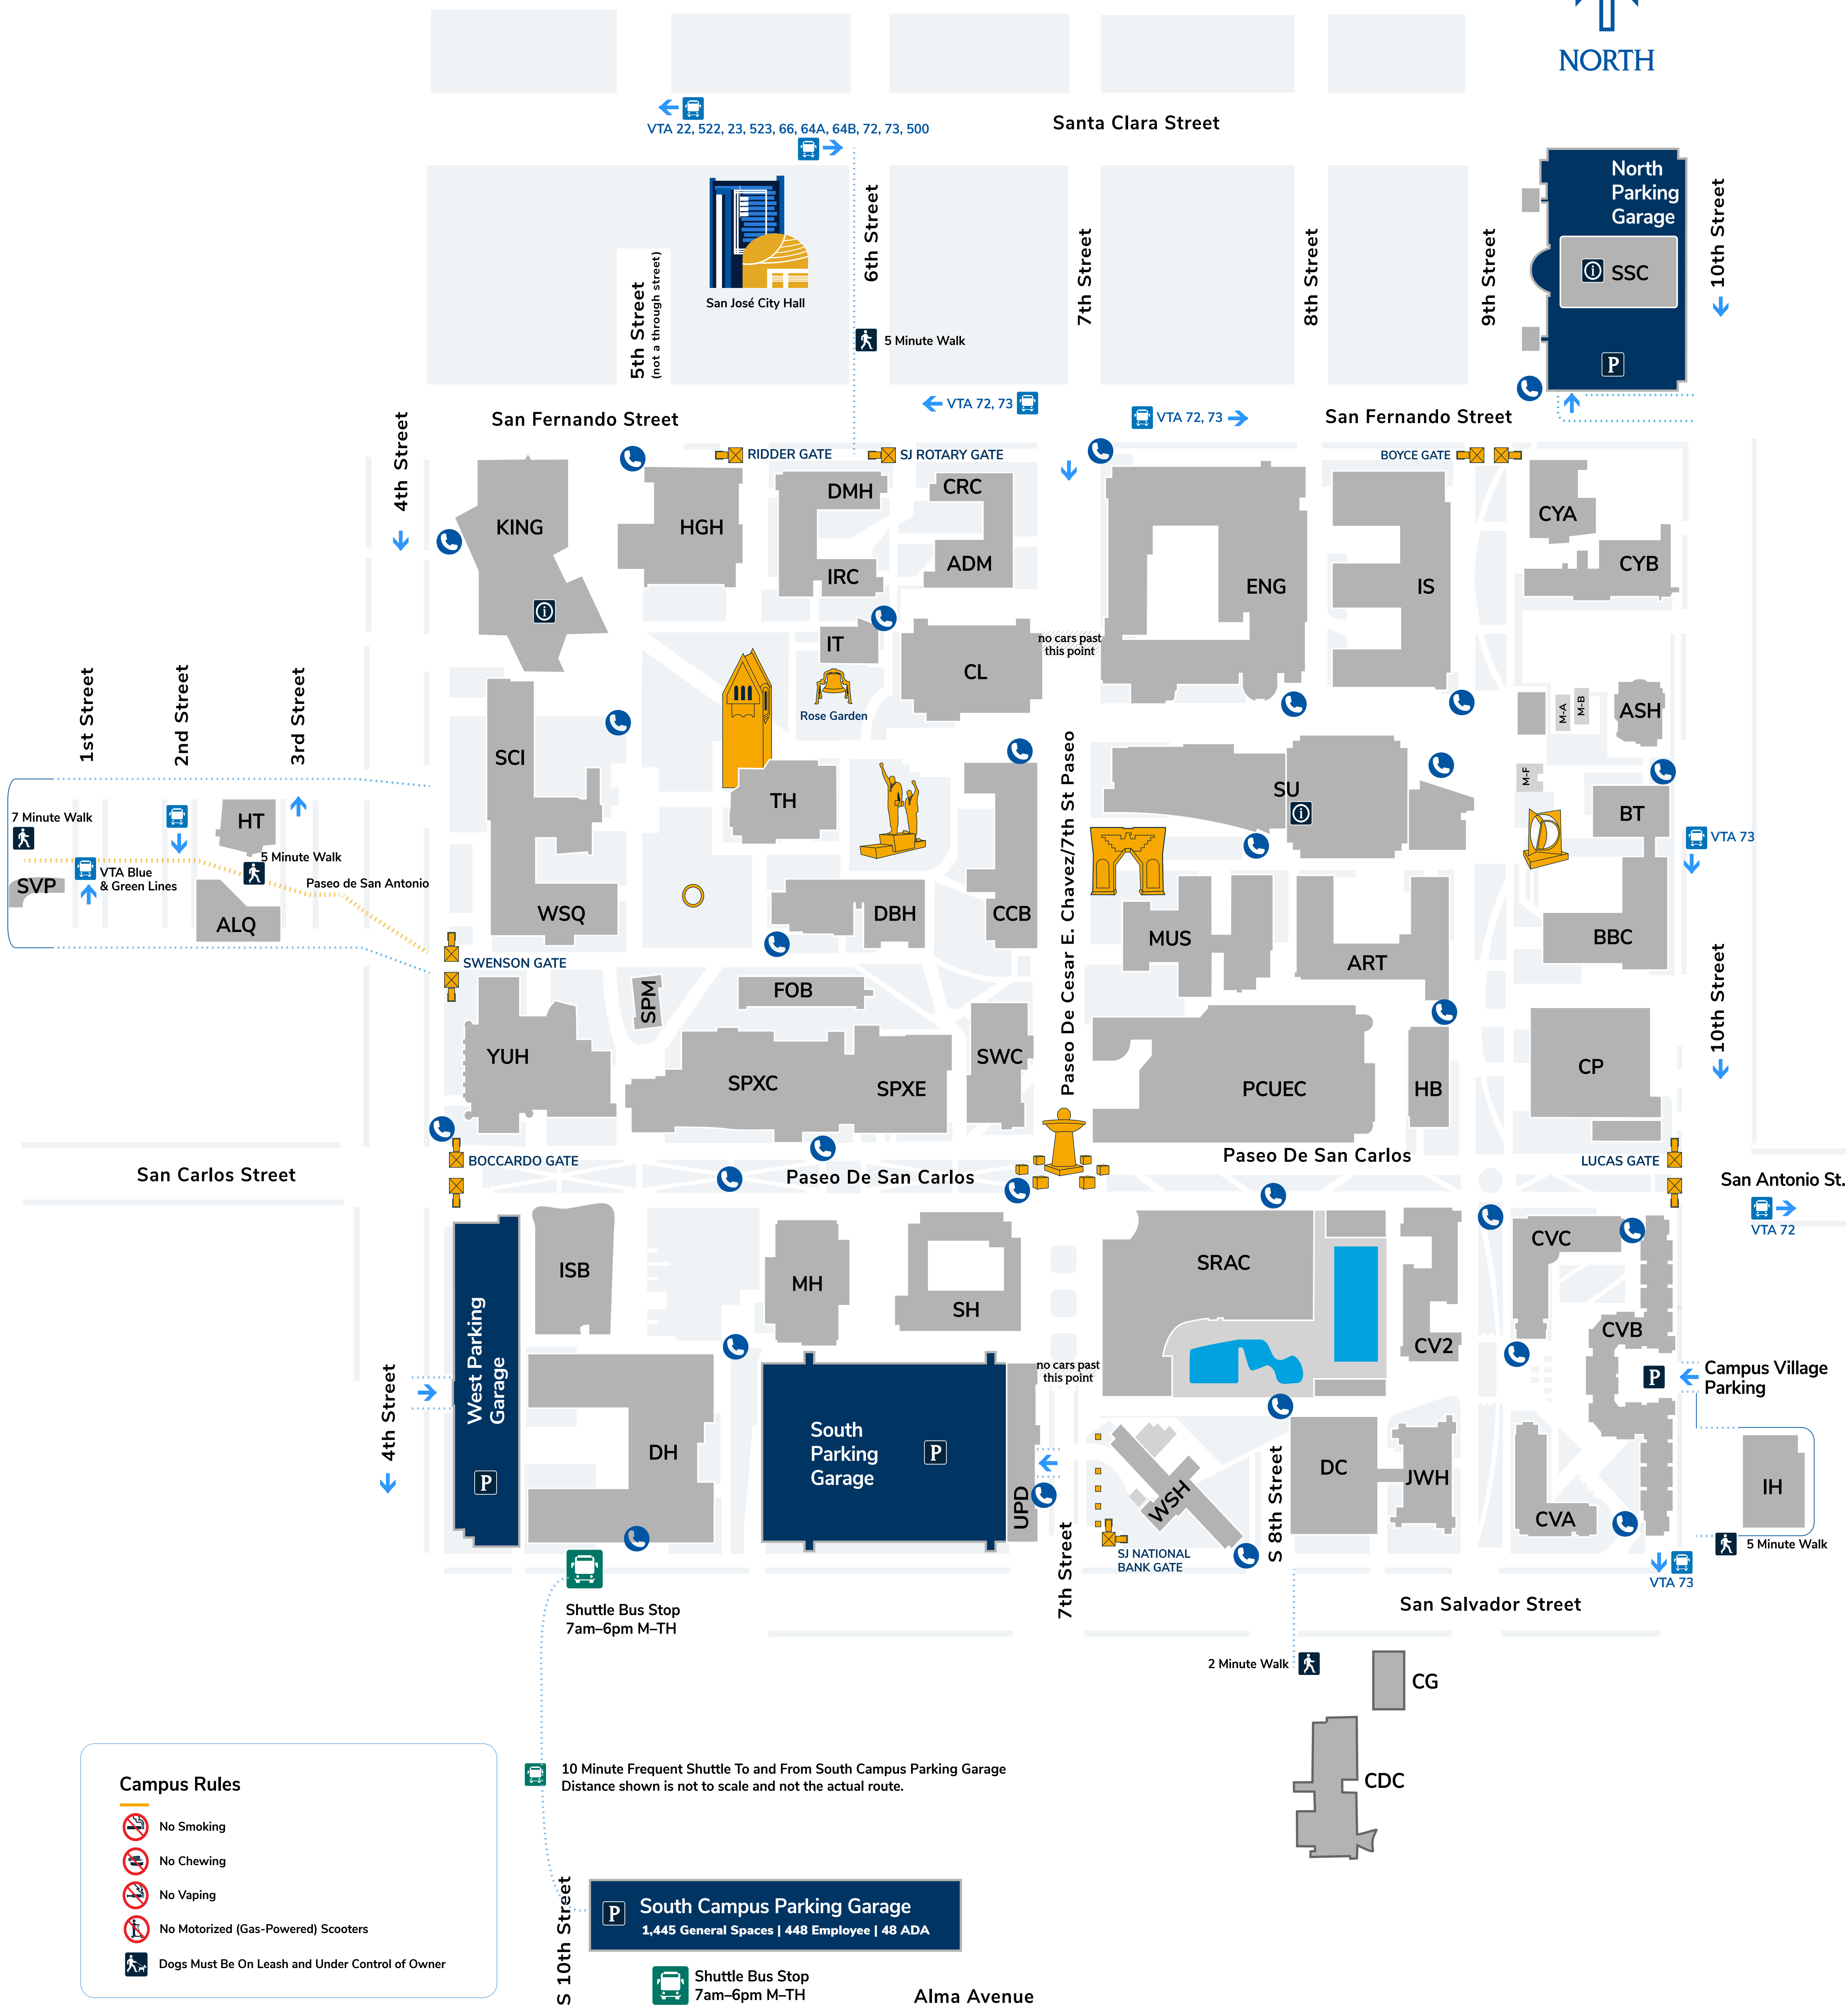 NORTH
Santa Clara Street
VTA 22, 522, 23, 523, 66, 64A, 64B, 72, 73, 500
6th Street
7th Street
8th Street
9th Street
10th Street
North
Parking
Garage
SSC
P
5th Street
(not a through street)
San José City Hall
5 Minute Walk
VTA 72, 73
VTA 72, 73
San Fernando Street
San Fernando Street
4th Street
RIDDER GATE
SJ ROTARY GATE
BOYCE GATE
KING
HGH
DMH
IRC
CRC
ADM
ENG
IS
CYA
CYB
IT
Rose Garden
CL
no cars past
this point
1st Street
2nd Street
3rd Street
SCI
TH
SU
M-A
M-B
ASH
M-F
BT
VTA 73
7 Minute Walk
HT
5 Minute Walk
VTA Blue
& Green Lines
Paseo de San Antonio
SVP
ALQ
WSQ
DBH
CCB
Paseo De Cesar E. Chavez/7th St Paseo
MUS
ART
BBC
SWENSON GATE
10th Street
SPM
FOB
YUH
SPXC
SPXE
SWC
PCUEC
HB
CP
San Carlos Street
BOCCARDO GATE
Paseo De San Carlos
Paseo De San Carlos
LUCAS GATE
San Antonio St.
VTA 72
West Parking
Garage
P
ISB
MH
SH
SRAC
CV2
CVC
CVB
P
Campus Village
Parking
4th Street
no cars past
this point
DH
South
Parking
Garage
P
UPD
7th Street
WSH
S 8th Street
DC
JWH
CVA
IH
5 Minute Walk
SJ NATIONAL
BANK GATE
VTA 73
Shuttle Bus Stop
7am–6pm M–TH
San Salvador Street
2 Minute Walk
CG
CDC
10 Minute Frequent Shuttle To and From South Campus Parking Garage
Distance shown is not to scale and not the actual route.
Campus Rules
No Smoking
No Chewing
No Vaping
No Motorized (Gas-Powered) Scooters
Dogs Must Be On Leash and Under Control of Owner
S 10th Street
P
South Campus Parking Garage
1,445 General Spaces | 448 Employee | 48 ADA
Shuttle Bus Stop
7am–6pm M–TH
Alma Avenue